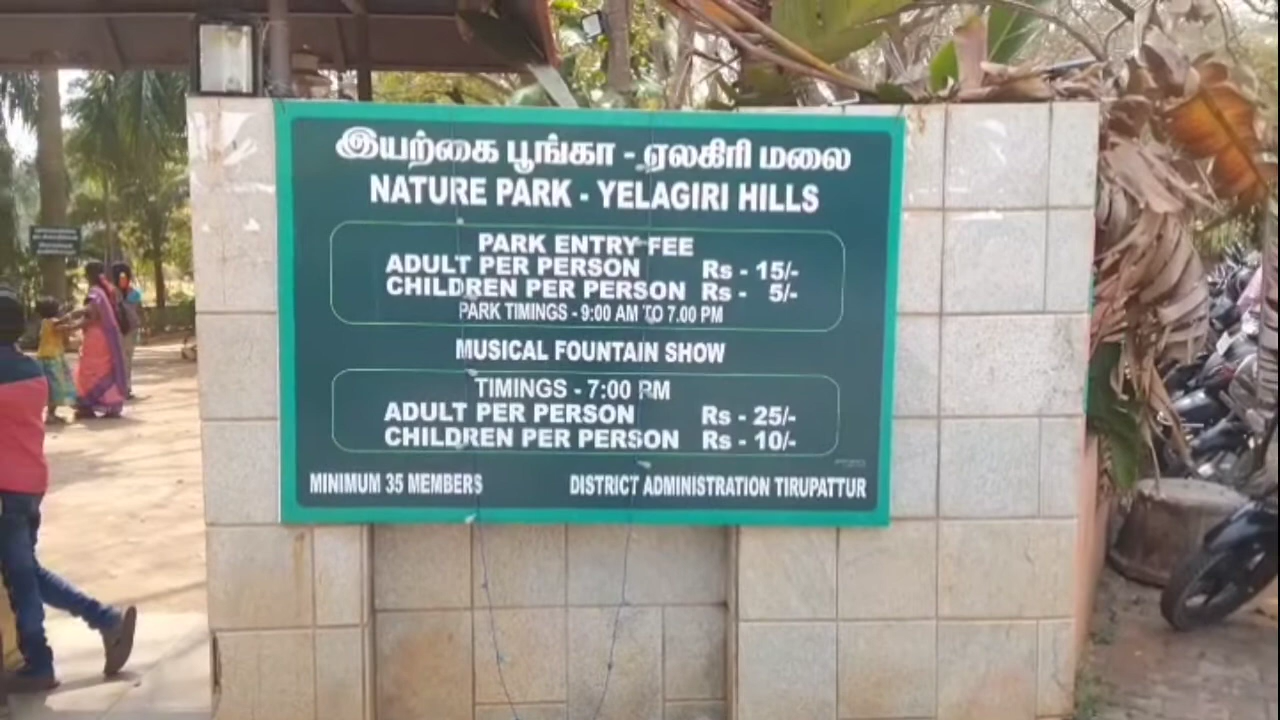 இயற்கை பூங்கா - ஏலகிரி மலை
NATURE PARK - YELAGIRI HILLS
PARK ENTRY FEE
ADULT PER PERSON Rs - 15/-
CHILDREN PER PERSON Rs - 5/-
PARK TIMINGS - 9:00 AM TO 7.00 PM
MUSICAL FOUNTAIN SHOW
TIMINGS - 7:00 PM
ADULT PER PERSON Rs - 25/-
CHILDREN PER PERSON Rs - 10/-
MINIMUM 35 MEMBERS DISTRICT ADMINISTRATION TIRUPATTUR